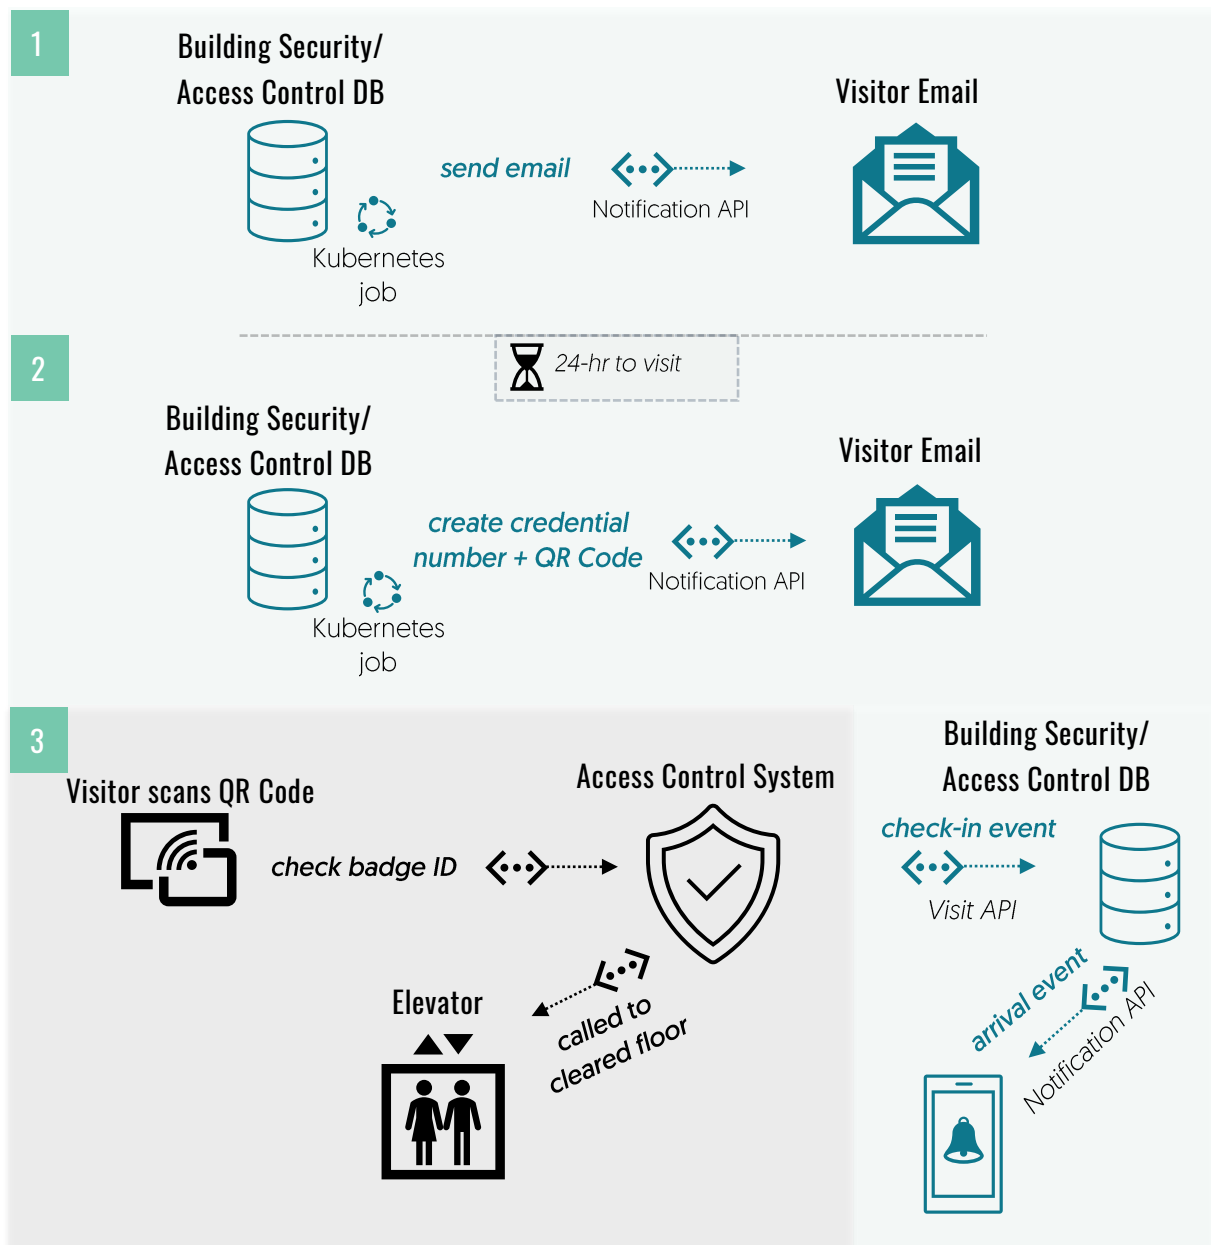 1
Building Security/
Access Control DB
Visitor Email
send email
Notification API
Kubernetes
job
2
24-hr to visit
Building Security/
Access Control DB
Visitor Email
create credential
number + QR Code
Notification API
Kubernetes
job
3
Visitor scans QR Code
check badge ID
Access Control System
Elevator
called to
cleared floor
Building Security/
Access Control DB
check-in event
Visit API
arrival event
Notification API